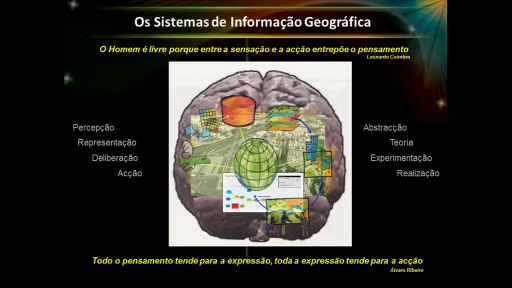 Os Sistemas de Informação Geográfica
O Homem é livre porque entre a sensação e a acção entrepõe o pensamento
Leonardo Coimbra
Percepção
Representação
Deliberação
Acção
Abstracção
Teoria
Experimentação
Realização
Todo o pensamento tende para a expressão, toda a expressão tende para a acção
Álvaro Ribeiro